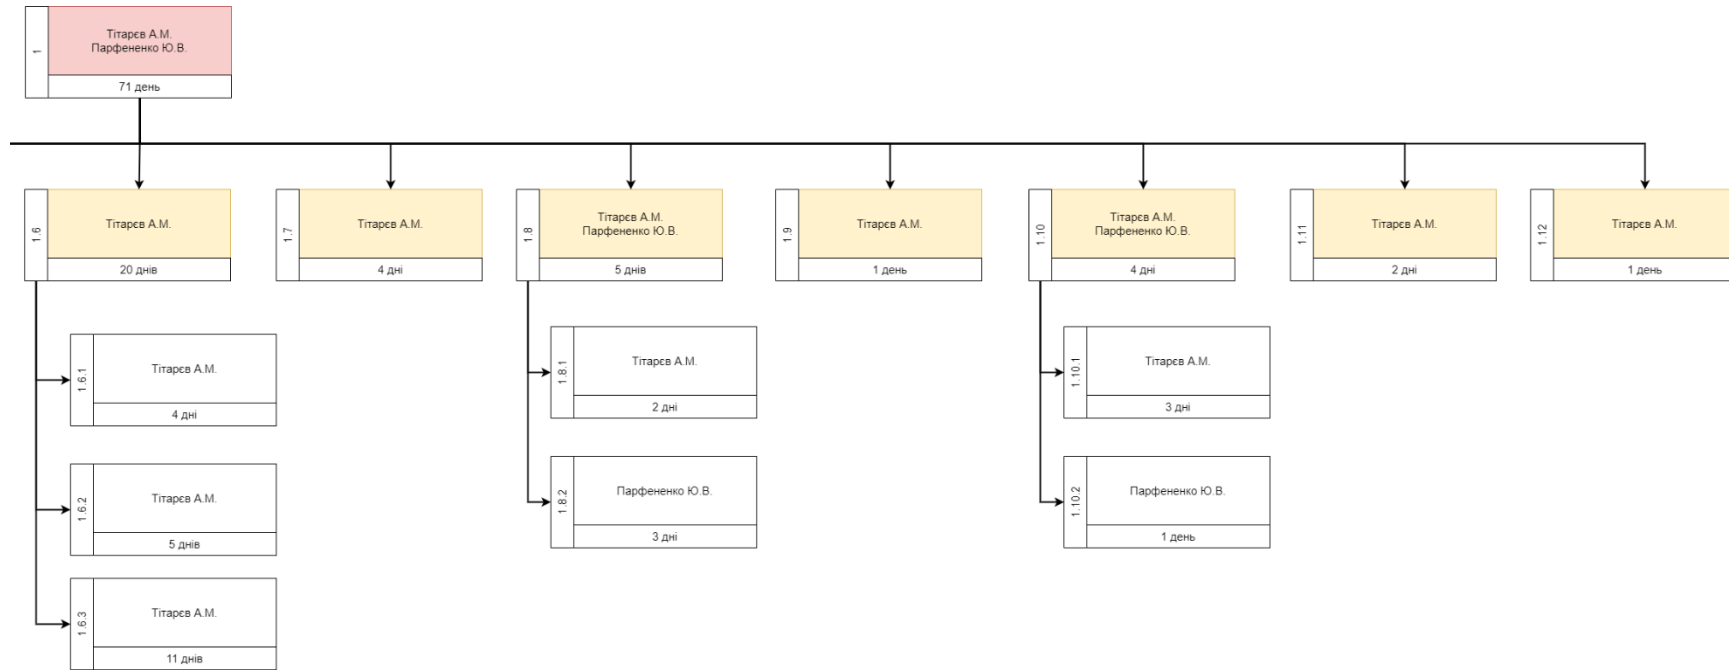 1
Тітарєв А.М.
Парфененко Ю.В.
71 день
1.6
Тітарєв А.М.
20 днів
1.7
Тітарєв А.М.
4 дні
1.8
Тітарєв А.М.
Парфененко Ю.В.
5 днів
1.9
Тітарєв А.М.
1 день
1.10
Тітарєв А.М.
Парфененко Ю.В.
4 дні
1.11
Тітарєв А.М.
2 дні
1.12
Тітарєв А.М.
1 день
1.6.1
Тітарєв А.М.
4 дні
1.6.2
Тітарєв А.М.
5 днів
1.6.3
Тітарєв А.М.
11 днів
1.8.1
Тітарєв А.М.
2 дні
1.8.2
Парфененко Ю.В.
3 дні
1.10.1
Тітарєв А.М.
3 дні
1.10.2
Парфененко Ю.В.
1 день